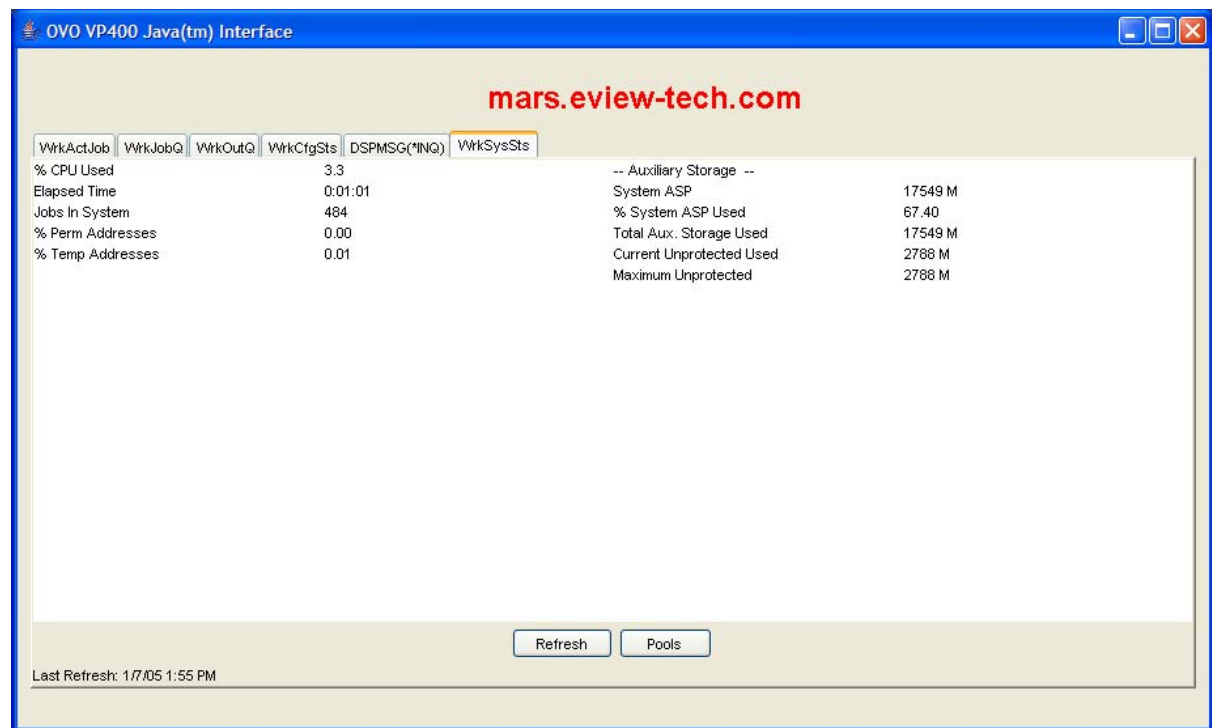 OVO VP400 Java(tm) Interface
mars.eview-tech.com
WrkActJob WrkJobQ WrkOutQ WrkCfgSts DSPMSG(*INQ) WrkSysSts
% CPU Used 3.3 -- Auxiliary Storage --
Elapsed Time 0:01:01 System ASP 17549 M
Jobs In System 484 % System ASP Used 67.40
% Perm Addresses 0.00 Total Aux. Storage Used 17549 M
% Temp Addresses 0.01 Current Unprotected Used 2788 M
Maximum Unprotected 2788 M
Refresh Pools
Last Refresh: 1/7/05 1:55 PM